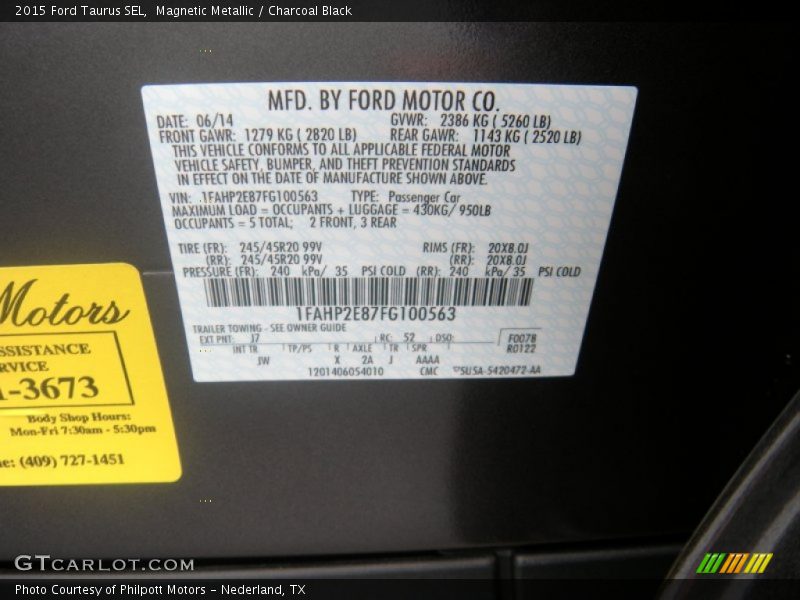 2015 Ford Taurus SEL,  Magnetic Metallic / Charcoal Black
MFD. BY FORD MOTOR CO.
DATE: 06/14 GVWR: 2386 KG ( 5260 LB)
FRONT GAWR: 1279 KG ( 2820 LB) REAR GAWR: 1143 KG ( 2520 LB)
THIS VEHICLE CONFORMS TO ALL APPLICABLE FEDERAL MOTOR
VEHICLE SAFETY, BUMPER, AND THEFT PREVENTION STANDARDS
IN EFFECT ON THE DATE OF MANUFACTURE SHOWN ABOVE.
VIN: 1FAHP2E87FG100563 TYPE: Passenger Car
MAXIMUM LOAD = OCCUPANTS + LUGGAGE = 430KG/ 950LB
OCCUPANTS = 5 TOTAL; 2 FRONT, 3 REAR
TIRE (FR): 245/45R20 99V RIMS (FR): 20X8.0J
(RR): 245/45R20 99V (RR): 20X8.0J
PRESSURE (FR): 240 kPa/ 35 PSI COLD (RR): 240 kPa/ 35 PSI COLD
1FAHP2E87FG100563
TRAILER TOWING - SEE OWNER GUIDE
EXT PNT: J7 RC: 52 DSO: F0078
INT TR TP/PS R AXLE TR SPR R0122
JW X 2A J AAAA
1201406054010 CMC SUSA-5420472-AA
Motors
SSISTANCE
RVICE
-3673
Body Shop Hours:
Mon-Fri 7:30am - 5:30pm
e: (409) 727-1451
GTCARLOT.COM
Photo Courtesy of Philpott Motors - Nederland, TX